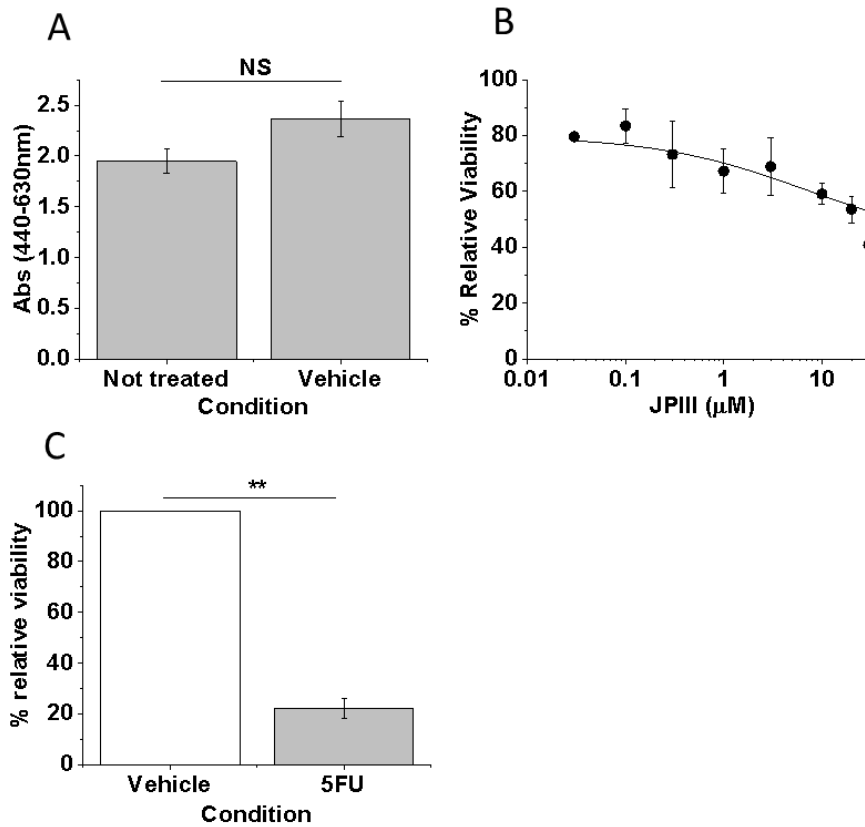 A
NS
Abs (440-630nm)
2.5
2.0
1.5
1.0
0.5
0.0
Not treated Vehicle
Condition
B
% Relative Viability
100
80
60
40
20
0
0.01 0.1 1 10
JPIII (μM)
C
**
% relative viability
100
80
60
40
20
0
Vehicle 5FU
Condition